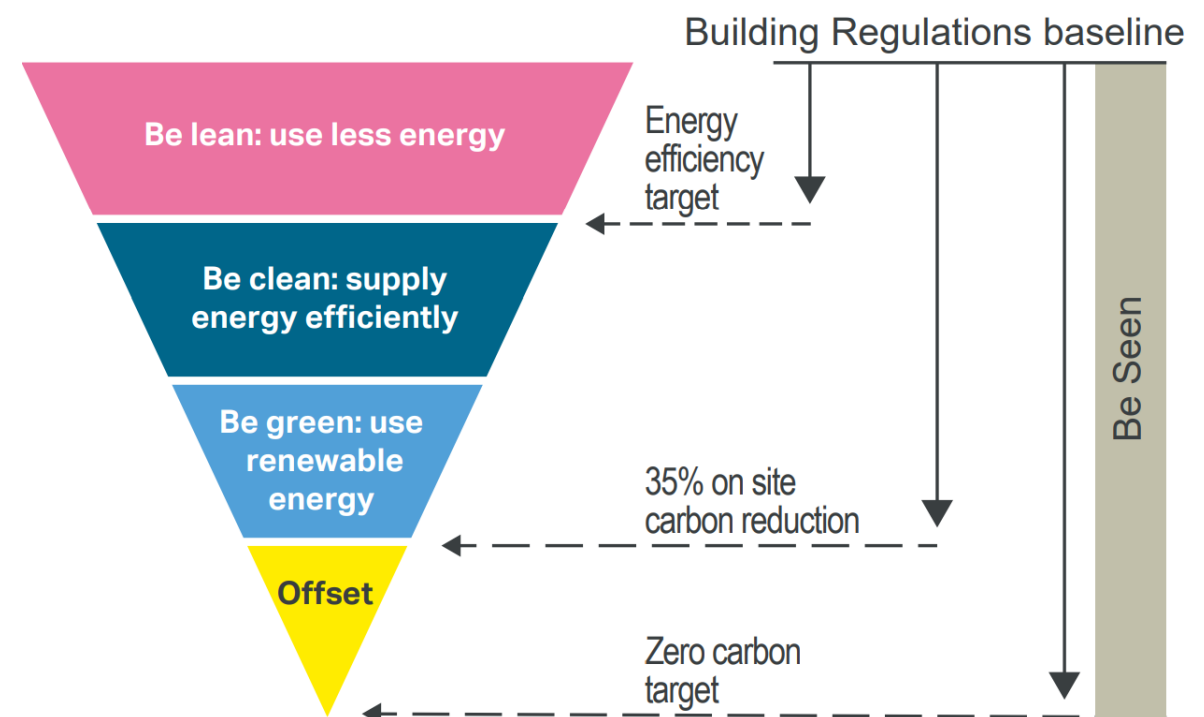 Building Regulations baseline
Be lean: use less energy
Energy
efficiency
target
Be clean: supply
energy efficiently
Be Seen
Be green: use
renewable
energy
35% on site
carbon reduction
Offset
Zero carbon
target